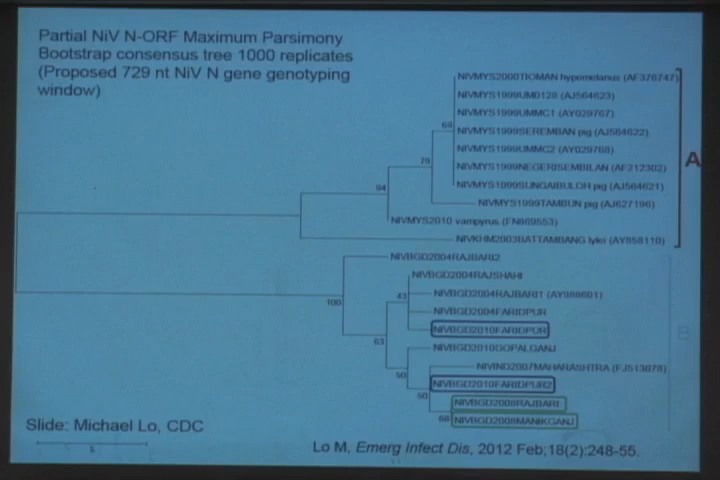 Partial NiV N-ORF Maximum Parsimony
Bootstrap consensus tree 1000 replicates
(Proposed 729 nt NiV N gene genotyping
window)
NIVMYS2000TIOMAN hypomelanus (AF376747)
NIVMYS1999UM0128 (AJ564623)
NIVMYS1999UMMC1 (AY029767)
68
NIVMYS1999SEREMBAN pig (AJ564622)
NIVMYS1999UMMC2 (AY029768)
79
A
NIVMYS1999NEGERISEMBILAN (AF212302)
NIVMYS1999SUNGAIBULOH pig (AJ564621)
94
NIVMYS1999TAMBUN pig (AJ627196)
NIVMYS2010 vampyrus (FN869553)
NIVKHM2003BATTAMBANG lylei (AY858110)
NIVBGD2004RAJBARI2
NIVBGD2004RAJSHAHI
100
43
NIVBGD2004RAJBARI1 (AY988601)
NIVBGD2004FARIDPUR
NIVBGD2010FARIDPUR
B
63
NIVBGD2010GOPALGANJ
NIVIND2007MAHARASHTRA (FJ513078)
50
NIVBGD2010FARIDPUR2
50
NIVBGD2008RAJBARI
68
NIVBGD2008MANIKGANJ
Slide: Michael Lo, CDC
5
Lo M, Emerg Infect Dis, 2012 Feb;18(2):248-55.